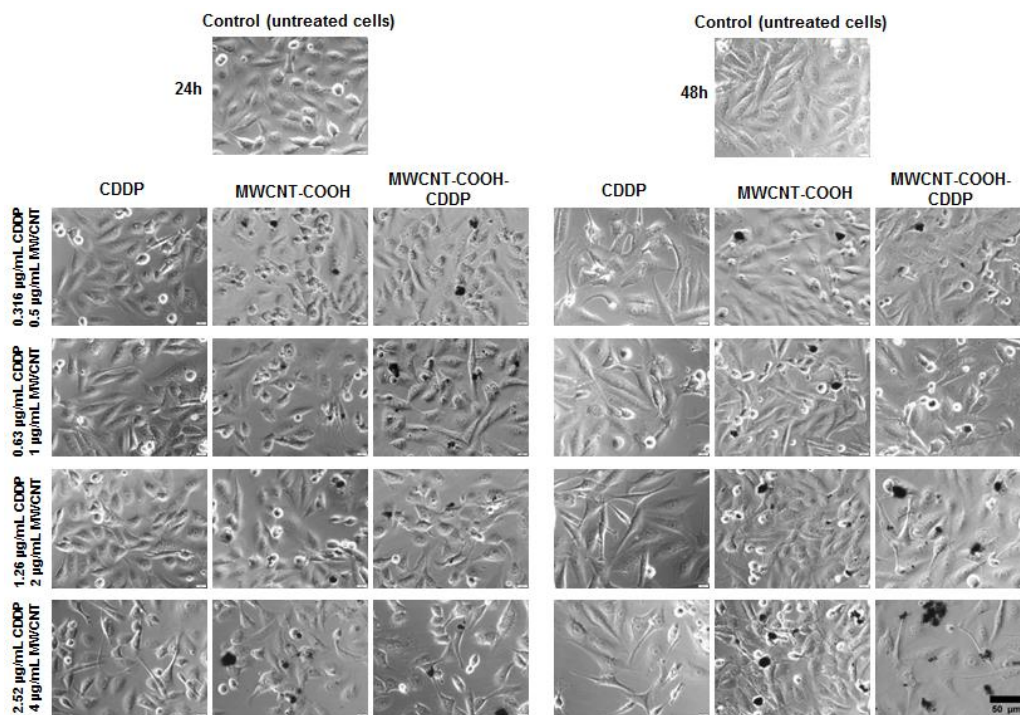 Control (untreated cells)
Control (untreated cells)
24h
48h
CDDP
MWCNT-COOH
MWCNT-COOH-
CDDP
CDDP
MWCNT-COOH
MWCNT-COOH-
CDDP
0.316 µg/mL CDDP
0.5 µg/mL MWCNT
0.63 µg/mL CDDP
1 µg/mL MWCNT
1.26 µg/mL CDDP
2 µg/mL MWCNT
2.52 µg/mL CDDP
4 µg/mL MWCNT
50 µm